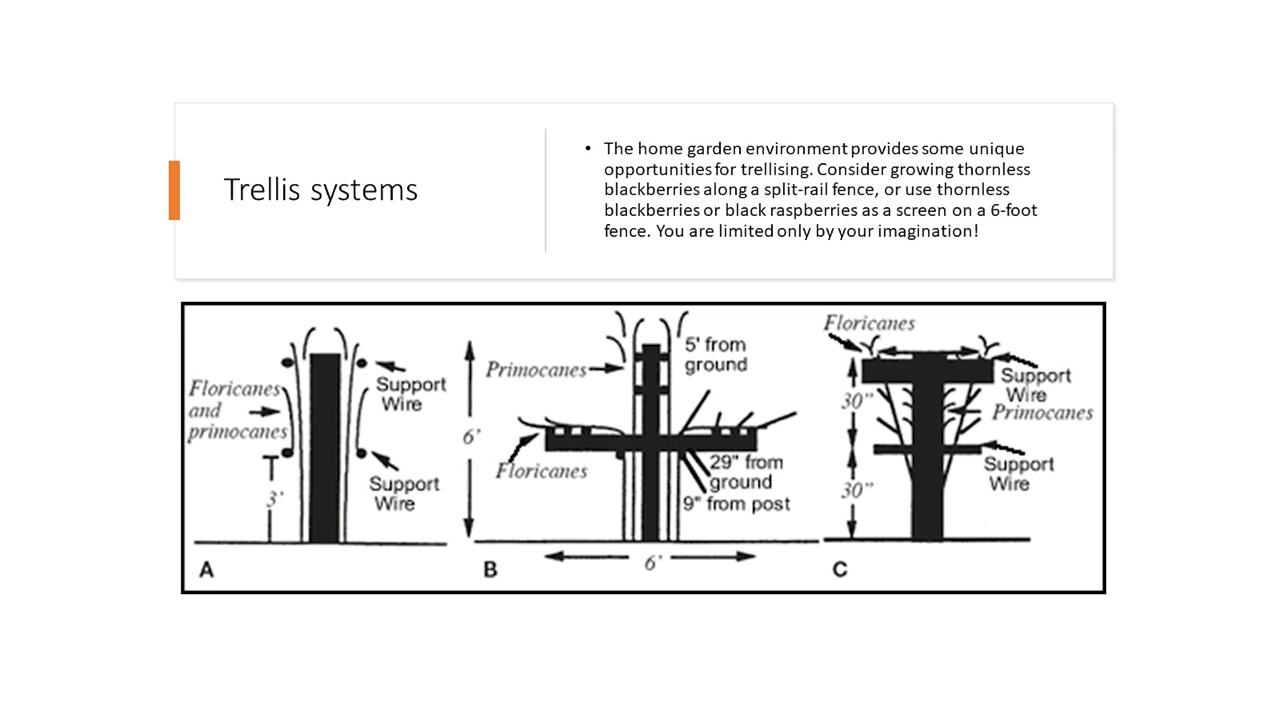 Trellis systems
• The home garden environment provides some unique
opportunities for trellising. Consider growing thornless
blackberries along a split-rail fence, or use thornless
blackberries or black raspberries as a screen on a 6-foot
fence. You are limited only by your imagination!
Floricanes
and
primocanes
Support
Wire
Support
Wire
3'
A
6'
Primocanes
5' from
ground
Floricanes
29" from
ground
9" from post
6'
B
Floricanes
Support
Wire
30"
Primocanes
Support
Wire
30"
C